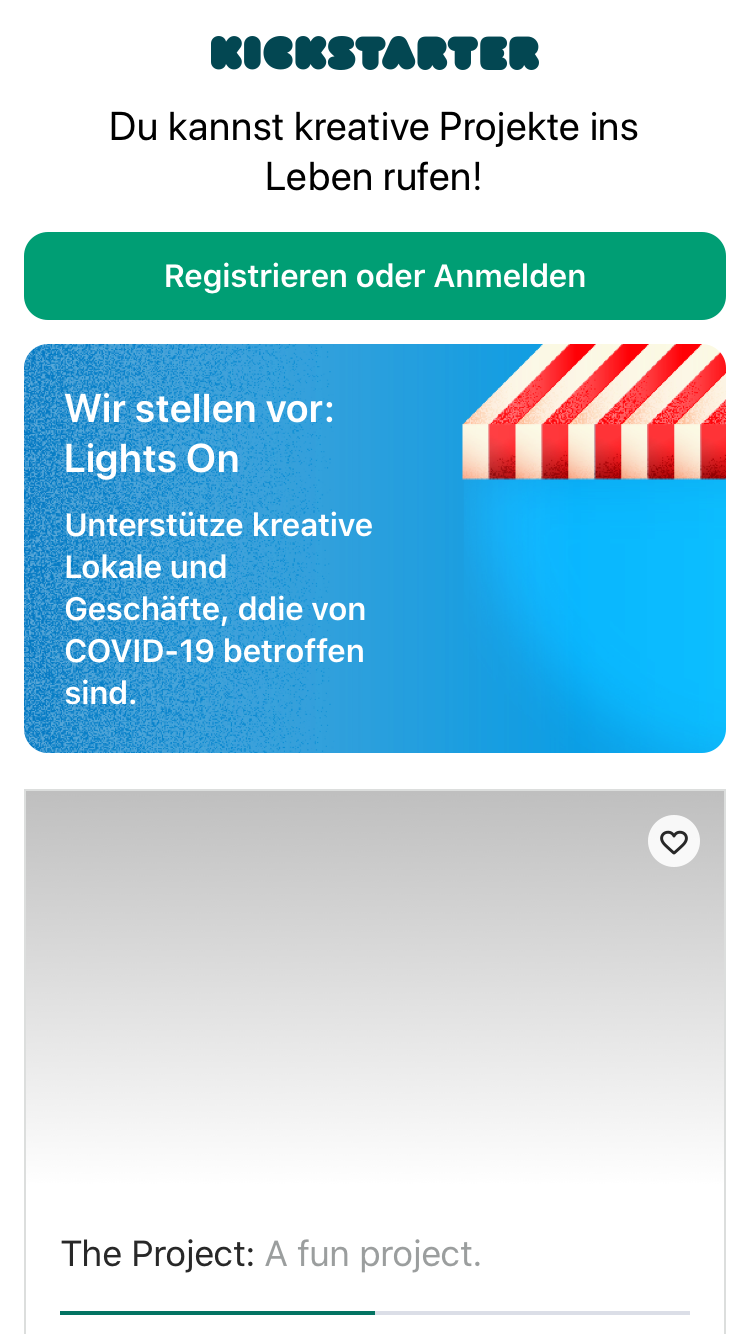 KICKSTARTER
Du kannst kreative Projekte ins
Leben rufen!
Registrieren oder Anmelden
Wir stellen vor:
Lights On
Unterstütze kreative
Lokale und
Geschäfte, ddie von
COVID-19 betroffen
sind.
The Project: A fun project.